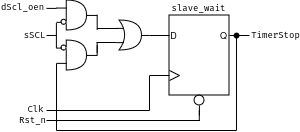 dScl_oen
slave_wait
sSCL
D
Q
TimerStop
Clk
Rst_n